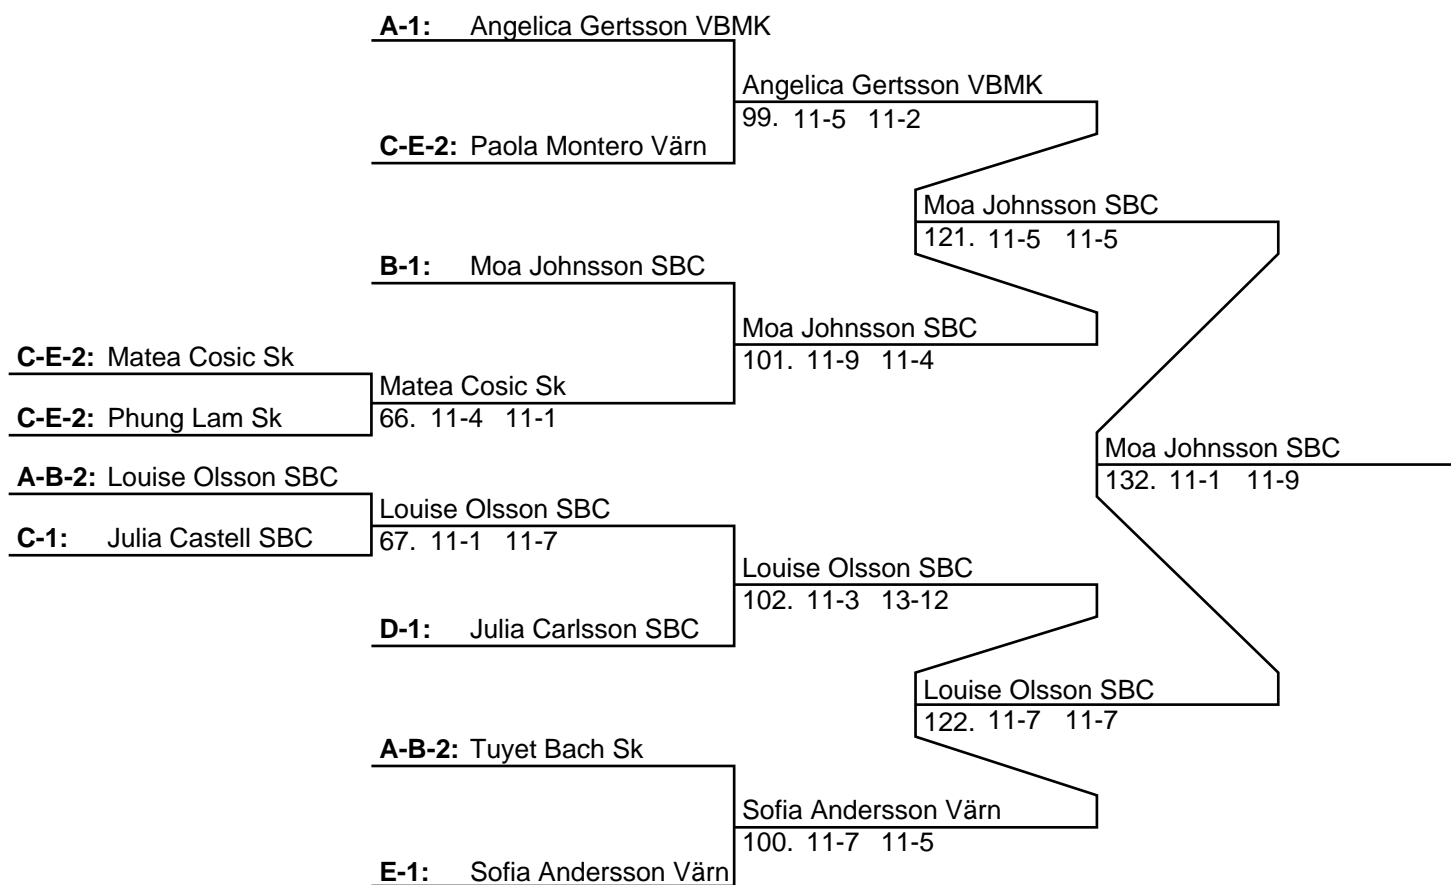 A-1: Angelica Gertsson VBMK
Angelica Gertsson VBMK
99. 11-5 11-2
C-E-2: Paola Montero Värn
Moa Johnsson SBC
121. 11-5 11-5
B-1: Moa Johnsson SBC
Moa Johnsson SBC
101. 11-9 11-4
C-E-2: Matea Cosic Sk
Matea Cosic Sk
66. 11-4 11-1
C-E-2: Phung Lam Sk
Moa Johnsson SBC
132. 11-1 11-9
A-B-2: Louise Olsson SBC
Louise Olsson SBC
67. 11-1 11-7
C-1: Julia Castell SBC
Louise Olsson SBC
102. 11-3 13-12
D-1: Julia Carlsson SBC
Louise Olsson SBC
122. 11-7 11-7
A-B-2: Tuyet Bach Sk
Sofia Andersson Värn
100. 11-7 11-5
E-1: Sofia Andersson Värn